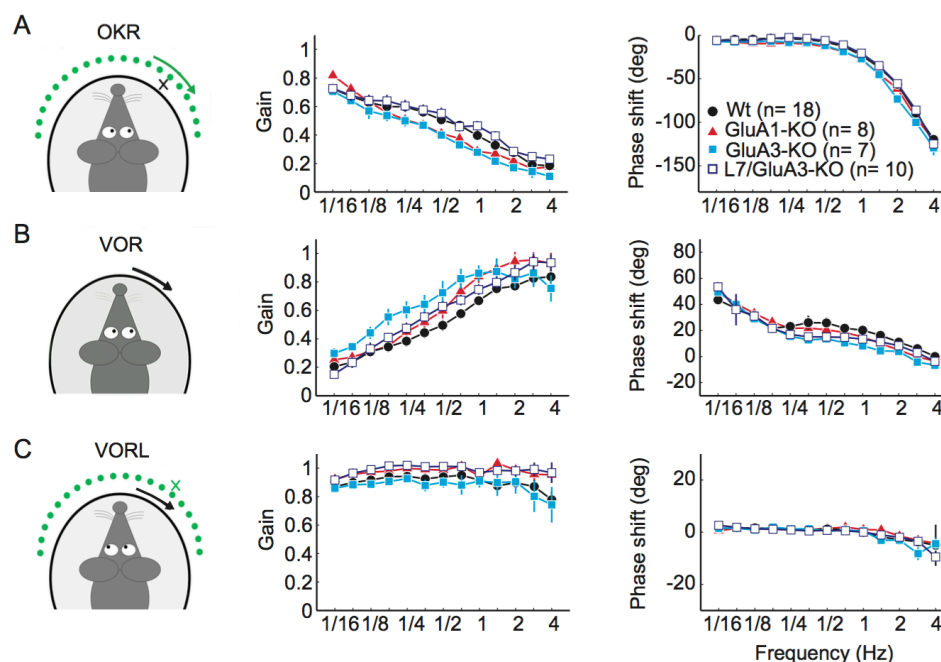 A
OKR
x
Gain
1
0.8
0.6
0.4
0.2
0
1/16 1/8 1/4 1/2 1 2 4
Phase shift (deg)
0
-50
-100
-150
Wt (n= 18)
GluA1-KO (n= 8)
GluA3-KO (n= 7)
L7/GluA3-KO (n= 10)
1/16 1/8 1/4 1/2 1 2 4
B
VOR
Gain
1
0.8
0.6
0.4
0.2
0
1/16 1/8 1/4 1/2 1 2 4
Phase shift (deg)
80
60
40
20
0
-20
1/16 1/8 1/4 1/2 1 2 4
C
VORL
x
Gain
1
0.8
0.6
0.4
0.2
0
1/16 1/8 1/4 1/2 1 2 4
Phase shift (deg)
20
0
-20
1/16 1/8 1/4 1/2 1 2 4
Frequency (Hz)